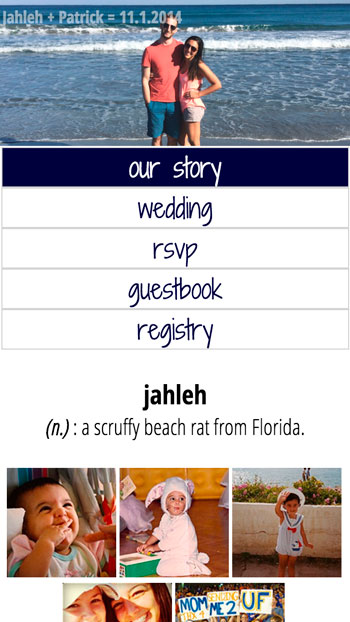 Jahleh + Patrick = 11.1.2014
our story
wedding
rsvp
guestbook
registry
jahleh
(n.) : a scruffy beach rat from Florida.
MOM
ME 2 UF